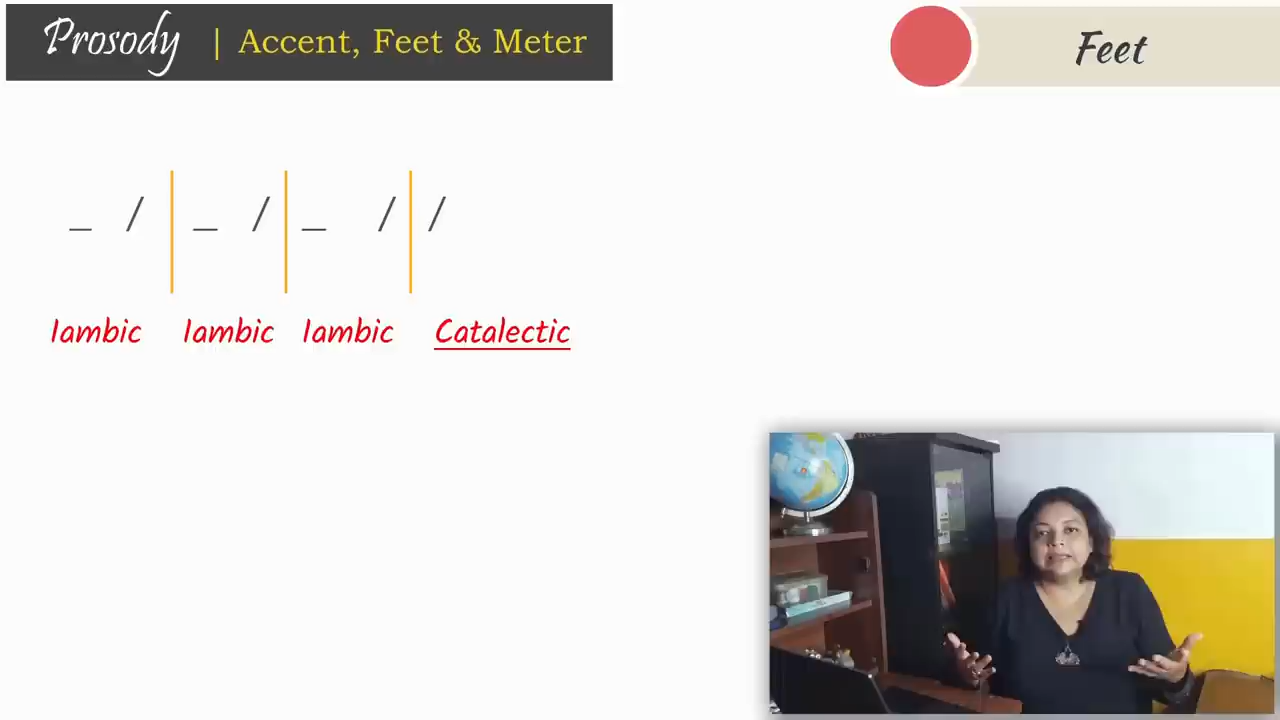 Prosody | Accent, Feet & Meter
Feet
_ / | _ / | _ / | /
Iambic Iambic Iambic Catalectic